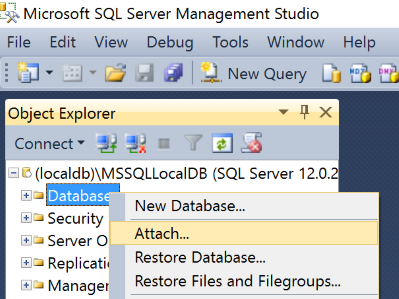 Microsoft SQL Server Management Studio
File Edit View Debug Tools Window Help
New Query
Object Explorer
Connect
(localdb)\MSSQLLocalDB (SQL Server 12.0.2
Database
New Database...
Security
Attach...
Server O
Restore Database...
Replicati
Restore Files and Filegroups...
Managem